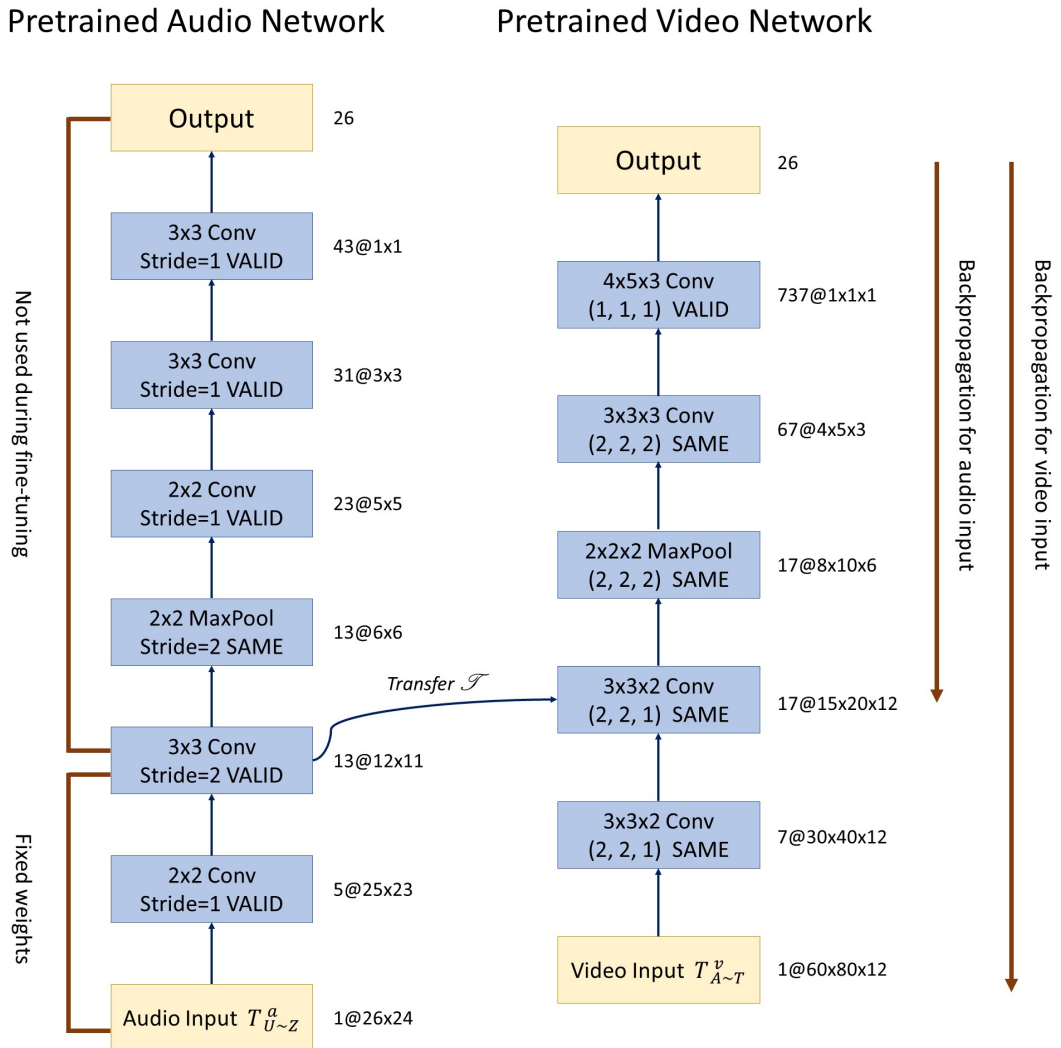 Pretrained Audio Network
Pretrained Video Network
Output
26
3x3 Conv
Stride=1 VALID
43@1x1
3x3 Conv
Stride=1 VALID
31@3x3
2x2 Conv
Stride=1 VALID
23@5x5
2x2 MaxPool
Stride=2 SAME
13@6x6
3x3 Conv
Stride=2 VALID
13@12x11
2x2 Conv
Stride=1 VALID
5@25x23
Audio Input T^a_{U~Z}
1@26x24
Not used during fine-tuning
Fixed weights
Transfer 𝒯
Output
26
4x5x3 Conv
(1, 1, 1) VALID
737@1x1x1
3x3x3 Conv
(2, 2, 2) SAME
67@4x5x3
2x2x2 MaxPool
(2, 2, 2) SAME
17@8x10x6
3x3x2 Conv
(2, 2, 1) SAME
17@15x20x12
3x3x2 Conv
(2, 2, 1) SAME
7@30x40x12
Video Input T^v_{A~T}
1@60x80x12
Backpropagation for audio input
Backpropagation for video input